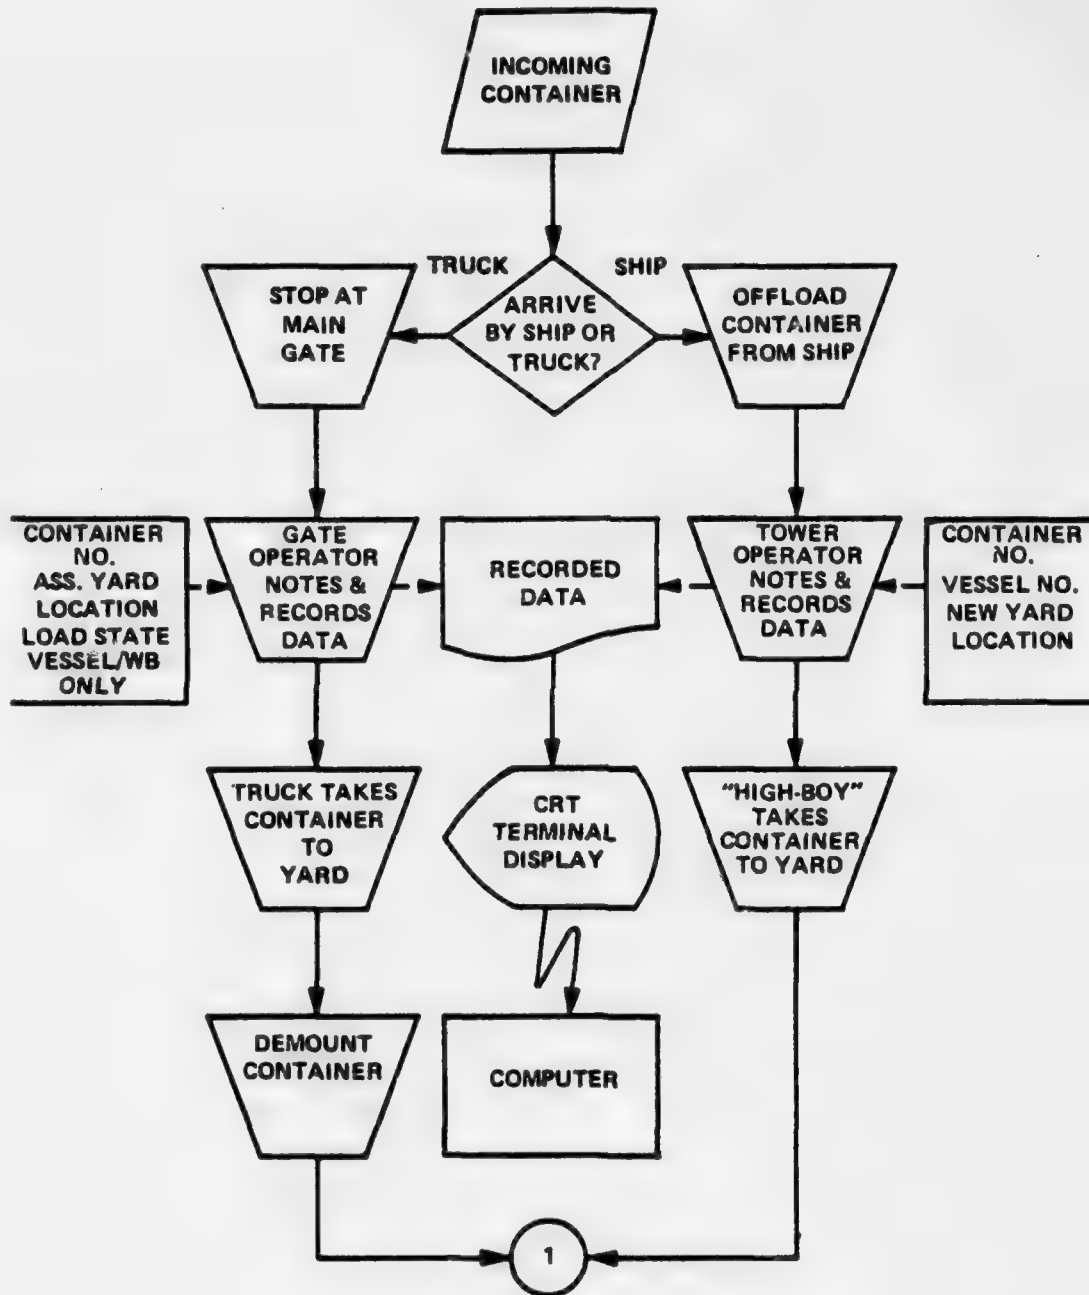 INCOMING
CONTAINER
TRUCK
SHIP
STOP AT
MAIN
GATE
ARRIVE
BY SHIP OR
TRUCK?
OFFLOAD
CONTAINER
FROM SHIP
CONTAINER
NO.
ASS. YARD
LOCATION
LOAD STATE
VESSEL/WB
ONLY
GATE
OPERATOR
NOTES &
RECORDS
DATA
RECORDED
DATA
TOWER
OPERATOR
NOTES &
RECORDS
DATA
CONTAINER
NO.
VESSEL NO.
NEW YARD
LOCATION
TRUCK TAKES
CONTAINER
TO
YARD
CRT
TERMINAL
DISPLAY
"HIGH-BOY"
TAKES
CONTAINER
TO YARD
DEMOUNT
CONTAINER
COMPUTER
1